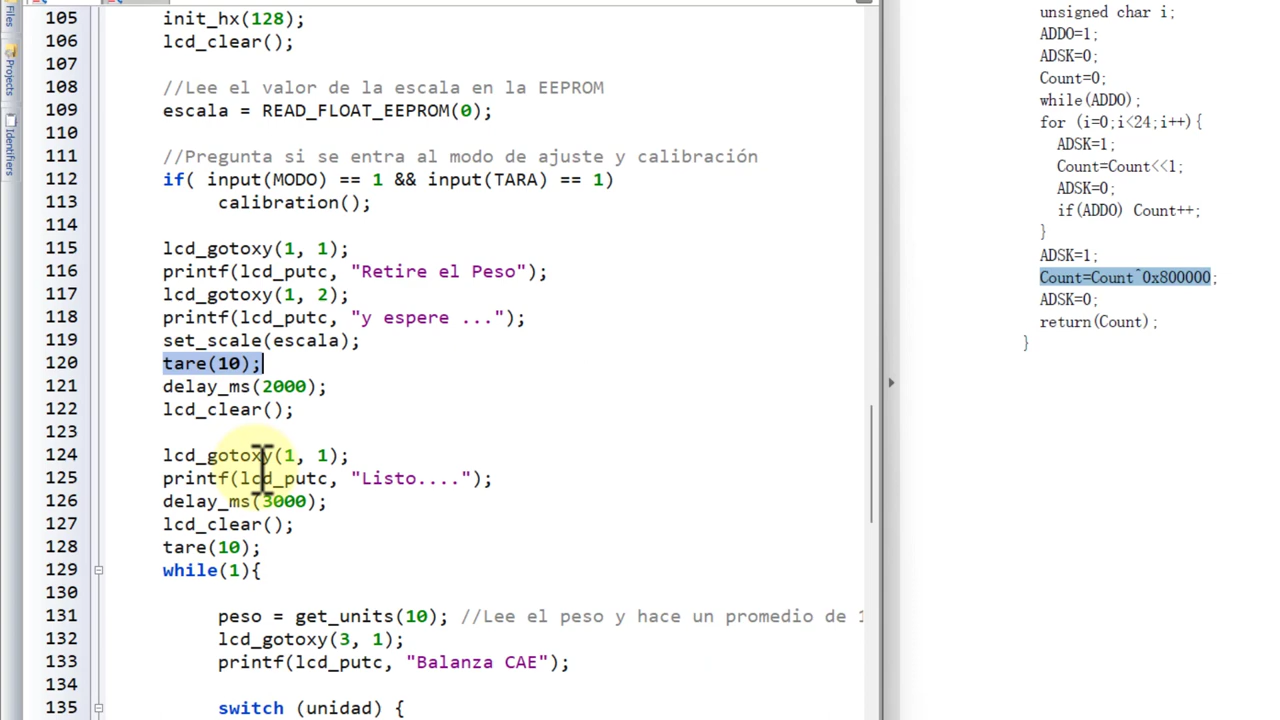 Files
Projects
Identifiers
105 init_hx(128);
106 lcd_clear();
107
108 //Lee el valor de la escala en la EEPROM
109 escala = READ_FLOAT_EEPROM(0);
110
111 //Pregunta si se entra al modo de ajuste y calibración
112 if( input(MODO) == 1 && input(TARA) == 1)
113 calibration();
114
115 lcd_gotoxy(1, 1);
116 printf(lcd_putc, "Retire el Peso");
117 lcd_gotoxy(1, 2);
118 printf(lcd_putc, "y espere ...");
119 set_scale(escala);
120 tare(10);
121 delay_ms(2000);
122 lcd_clear();
123
124 lcd_gotoxy(1, 1);
125 printf(lcd_putc, "Listo....");
126 delay_ms(3000);
127 lcd_clear();
128 tare(10);
129 while(1){
130
131 peso = get_units(10); //Lee el peso y hace un promedio de
132 lcd_gotoxy(3, 1);
133 printf(lcd_putc, "Balanza CAE");
134
135 switch (unidad) {
unsigned char i;
ADDO=1;
ADSK=0;
Count=0;
while(ADDO);
for (i=0;i<24;i++){
ADSK=1;
Count=Count<<1;
ADSK=0;
if(ADDO) Count++;
}
ADSK=1;
Count=Count^0x800000;
ADSK=0;
return(Count);
}